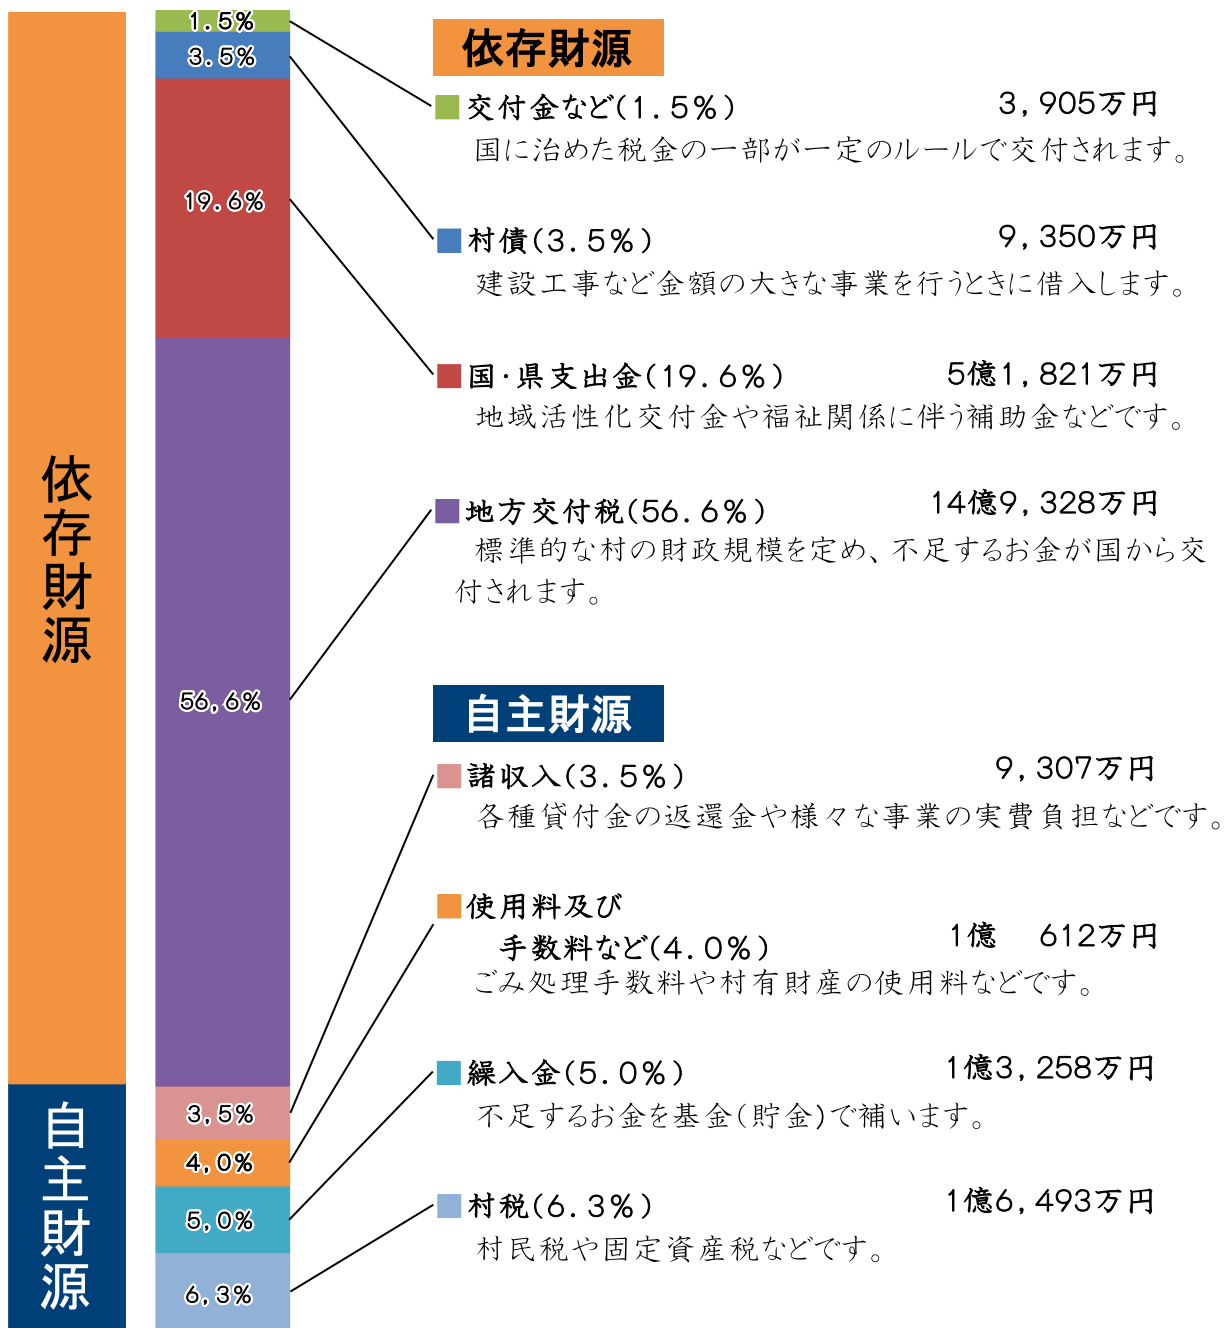 依存財源
自主財源
1.5%
3.5%
19.6%
56,6%
3,5%
4,0%
5,0%
6,3%
依存財源
交付金など(1.5%) 3,905万円
国に治めた税金の一部が一定のルールで交付されます。
村債(3.5%) 9,350万円
建設工事など金額の大きな事業を行うときに借入します。
国・県支出金(19.6%) 5億1,821万円
地域活性化交付金や福祉関係に伴う補助金などです。
地方交付税(56.6%) 14億9,328万円
標準的な村の財政規模を定め、不足するお金が国から交
付されます。
自主財源
諸収入(3.5%) 9,307万円
各種貸付金の返還金や様々な事業の実費負担などです。
使用料及び
手数料など(4.0%) 1億　612万円
ごみ処理手数料や村有財産の使用料などです。
繰入金(5.0%) 1億3,258万円
不足するお金を基金(貯金)で補います。
村税(6.3%) 1億6,493万円
村民税や固定資産税などです。